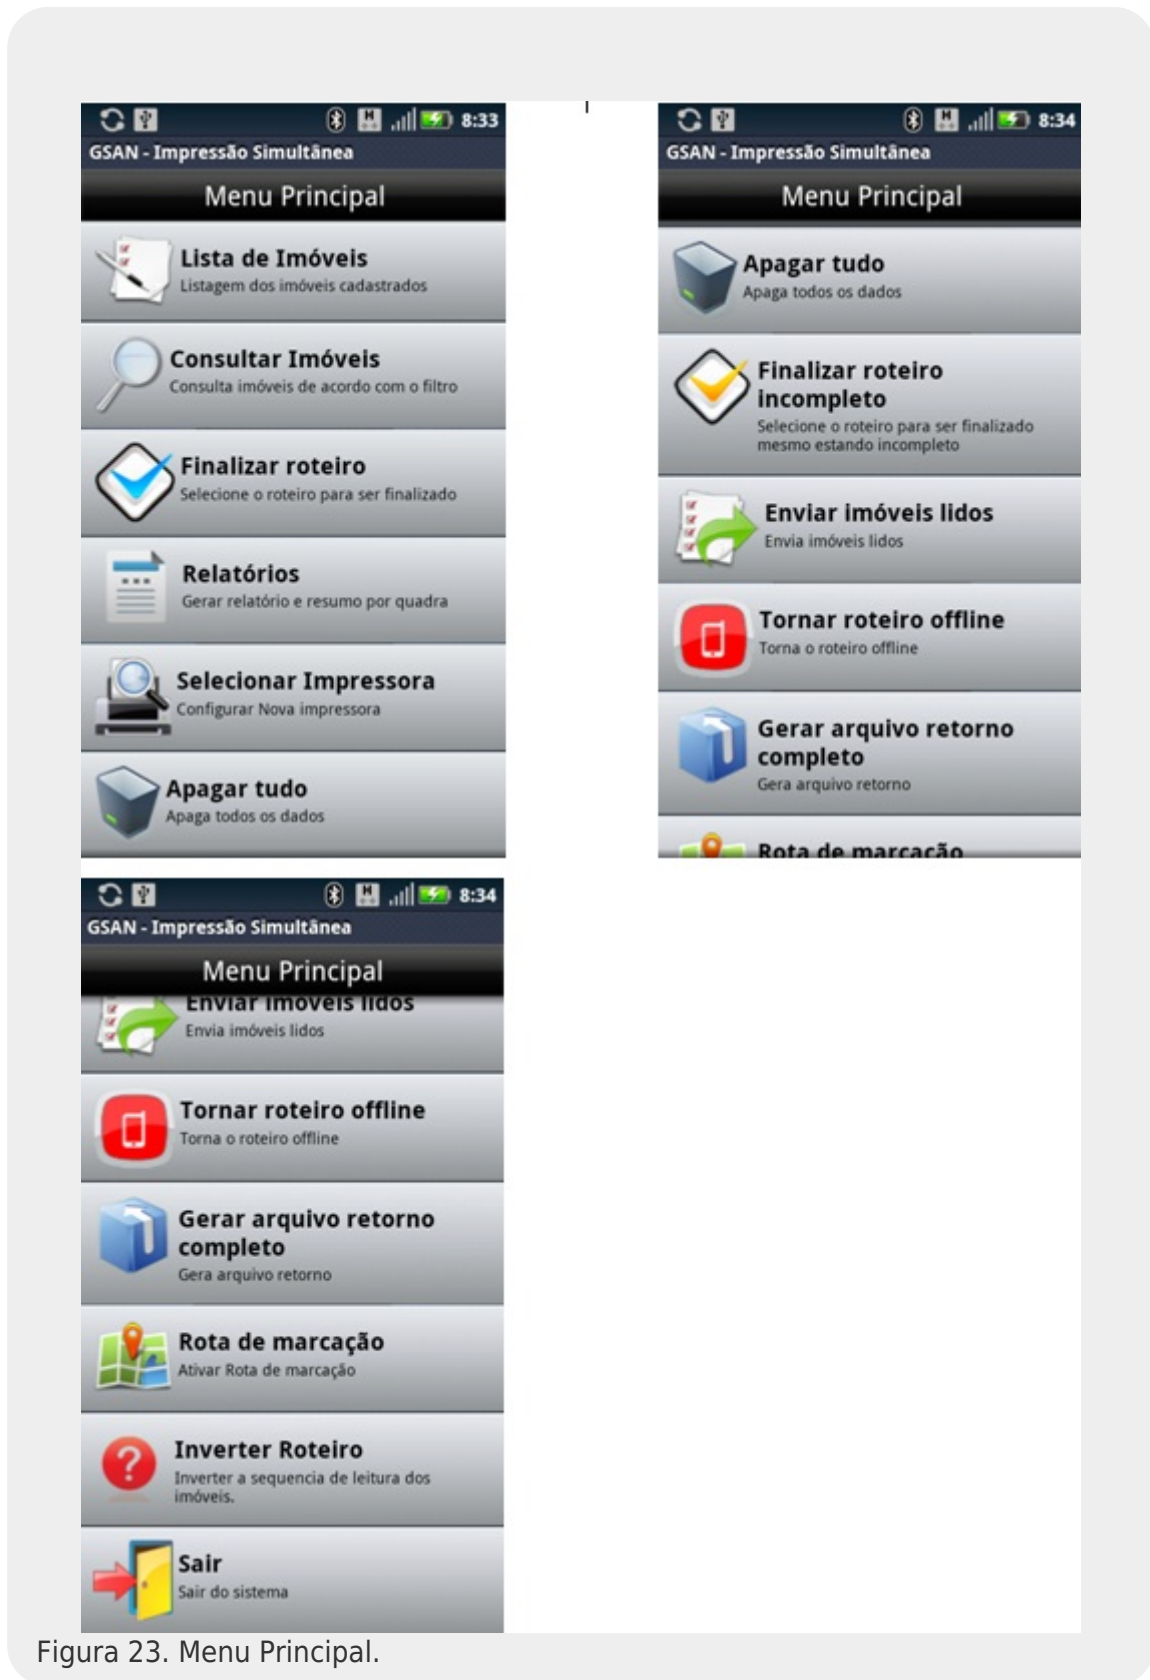 8:33
GSAN - Impressão Simultânea
Menu Principal
Lista de Imóveis
Listagem dos imóveis cadastrados
Consultar Imóveis
Consulta imóveis de acordo com o filtro
Finalizar roteiro
Selecione o roteiro para ser finalizado
Relatórios
Gerar relatório e resumo por quadra
Selecionar Impressora
Configurar Nova impressora
Apagar tudo
Apaga todos os dados
8:34
GSAN - Impressão Simultânea
Menu Principal
Apagar tudo
Apaga todos os dados
Finalizar roteiro
incompleto
Selecione o roteiro para ser finalizado
mesmo estando incompleto
Enviar imóveis lidos
Envia imóveis lidos
Tornar roteiro offline
Torna o roteiro offline
Gerar arquivo retorno
completo
Gera arquivo retorno
Rota de marcação
8:34
GSAN - Impressão Simultânea
Menu Principal
Enviar imóveis lidos
Envia imóveis lidos
Tornar roteiro offline
Torna o roteiro offline
Gerar arquivo retorno
completo
Gera arquivo retorno
Rota de marcação
Ativar Rota de marcação
Inverter Roteiro
Inverter a sequencia de leitura dos
imóveis.
Sair
Sair do sistema
Figura 23. Menu Principal.